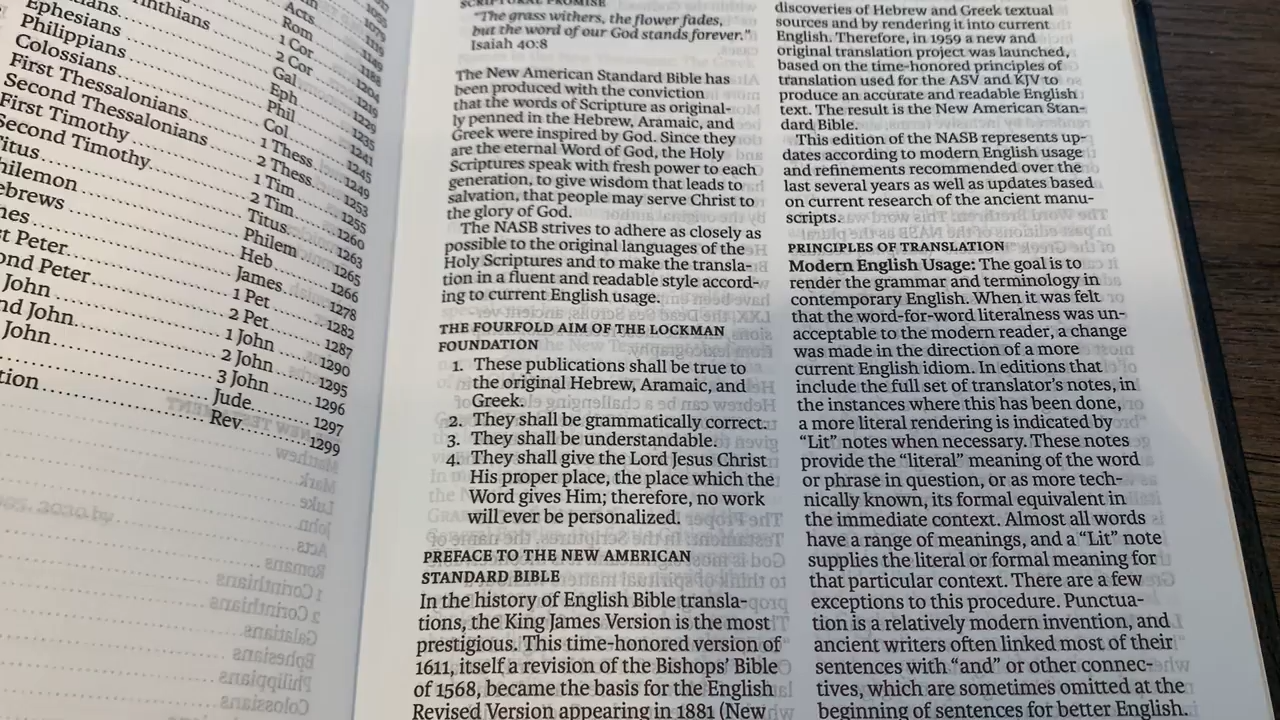 Acts 1149
Rom 1188
inthians 1 Cor 1204
inthians 2 Cor 1219
ians Gal 1229
Ephesians Eph 1235
Philippians Phil 1241
Colossians Col 1245
First Thessalonians 1 Thess 1249
Second Thessalonians 2 Thess 1253
First Timothy 1 Tim 1255
Second Timothy 2 Tim 1260
itus Titus 1263
hilemon Philem 1265
ebrews Heb 1266
nes James 1278
st Peter 1 Pet 1282
ond Peter 2 Pet 1287
John 1 John 1290
nd John 2 John 1295
John 3 John 1296
Jude 1297
tion Rev 1299
SCRIPTURAL PROMISE
"The grass withers, the flower fades,
but the word of our God stands forever."
Isaiah 40:8
The New American Standard Bible has
been produced with the conviction
that the words of Scripture as original-
ly penned in the Hebrew, Aramaic, and
Greek were inspired by God. Since they
are the eternal Word of God, the Holy
Scriptures speak with fresh power to each
generation, to give wisdom that leads to
salvation, that people may serve Christ to
the glory of God.
The NASB strives to adhere as closely as
possible to the original languages of the
Holy Scriptures and to make the transla-
tion in a fluent and readable style accord-
ing to current English usage.
THE FOURFOLD AIM OF THE LOCKMAN
FOUNDATION
1. These publications shall be true to
the original Hebrew, Aramaic, and
Greek.
2. They shall be grammatically correct.
3. They shall be understandable.
4. They shall give the Lord Jesus Christ
His proper place, the place which the
Word gives Him; therefore, no work
will ever be personalized.
PREFACE TO THE NEW AMERICAN
STANDARD BIBLE
In the history of English Bible transla-
tions, the King James Version is the most
prestigious. This time-honored version of
1611, itself a revision of the Bishops' Bible
of 1568, became the basis for the English
Revised Version appearing in 1881 (New
discoveries of Hebrew and Greek textual
sources and by rendering it into current
English. Therefore, in 1959 a new and
original translation project was launched,
based on the time-honored principles of
translation used for the ASV and KJV to
produce an accurate and readable English
text. The result is the New American Stan-
dard Bible.
This edition of the NASB represents up-
dates according to modern English usage
and refinements recommended over the
last several years as well as updates based
on current research of the ancient manu-
scripts.
PRINCIPLES OF TRANSLATION
Modern English Usage: The goal is to
render the grammar and terminology in
contemporary English. When it was felt
that the word-for-word literalness was un-
acceptable to the modern reader, a change
was made in the direction of a more
current English idiom. In editions that
include the full set of translator's notes, in
the instances where this has been done,
a more literal rendering is indicated by
"Lit" notes when necessary. These notes
provide the "literal" meaning of the word
or phrase in question, or as more tech-
nically known, its formal equivalent in
the immediate context. Almost all words
have a range of meanings, and a "Lit" note
supplies the literal or formal meaning for
that particular context. There are a few
exceptions to this procedure. Punctua-
tion is a relatively modern invention, and
ancient writers often linked most of their
sentences with "and" or other connec-
tives, which are sometimes omitted at the
beginning of sentences for better English.